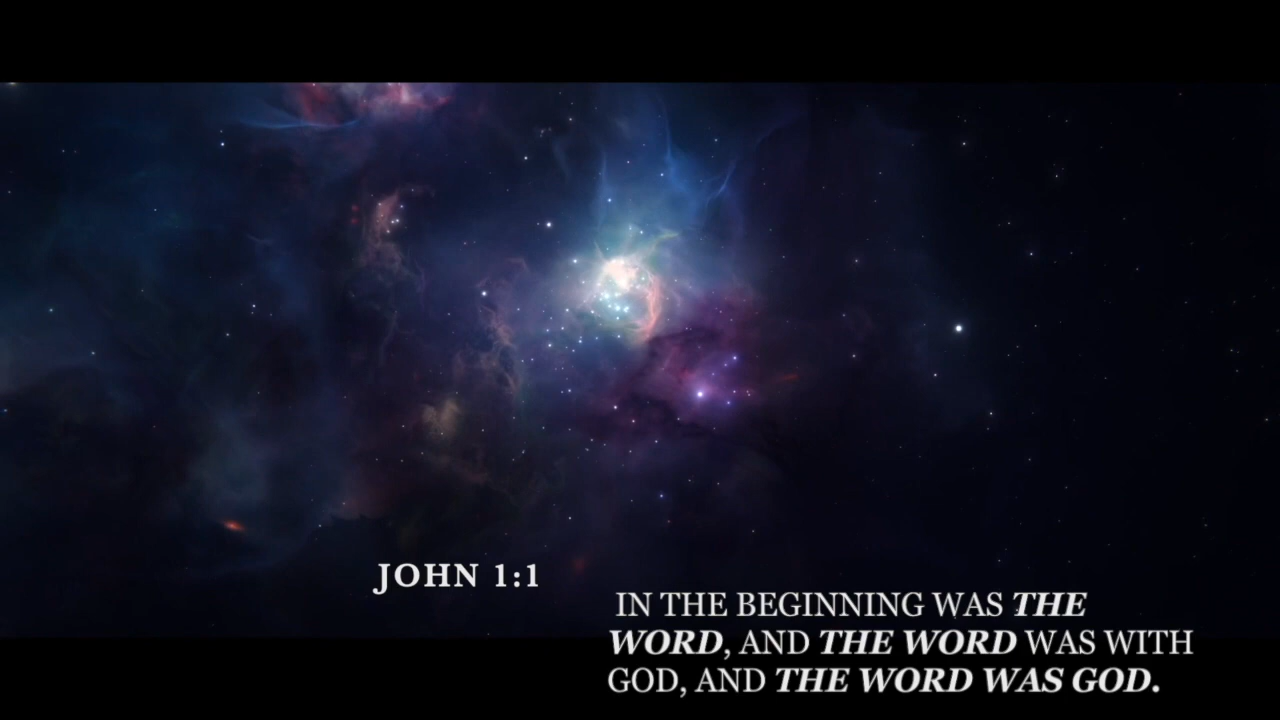 JOHN 1:1
IN THE BEGINNING WAS THE
WORD, AND THE WORD WAS WITH
GOD, AND THE WORD WAS GOD.